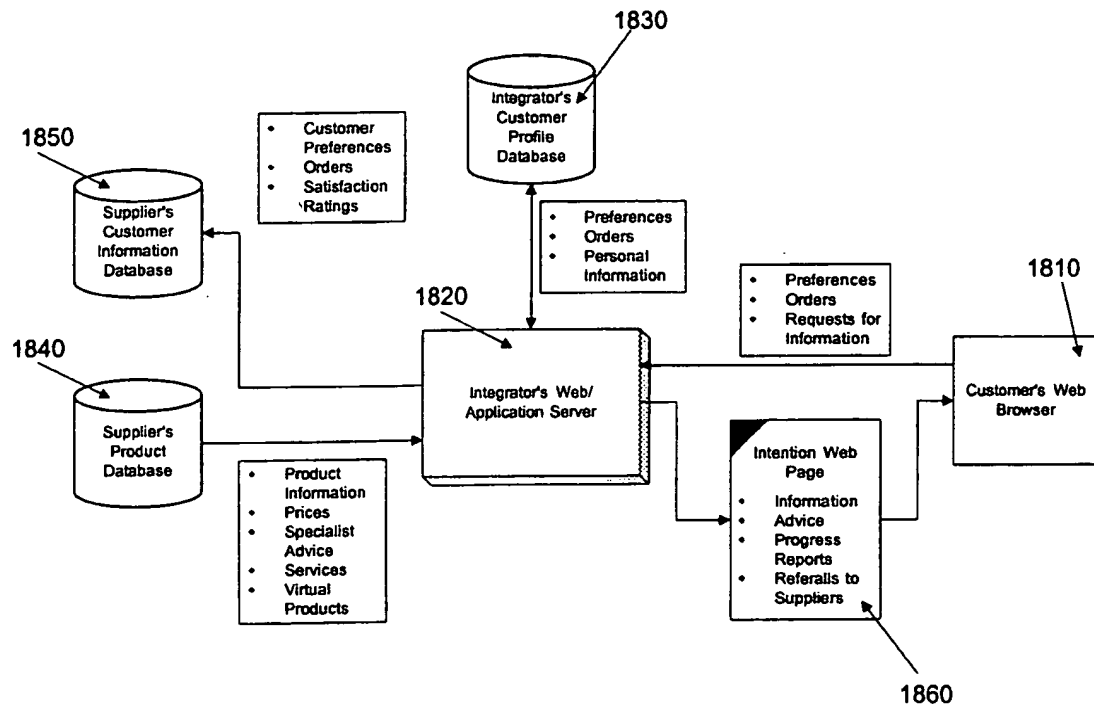 1830
Integrator's
Customer
Profile
Database
• Customer
Preferences
• Orders
• Satisfaction
Ratings
1850
Supplier's
Customer
Information
Database
• Preferences
• Orders
• Personal
Information
1820
• Preferences
• Orders
• Requests for
Information
1810
1840
Integrator's Web/
Application Server
Customer's Web
Browser
Supplier's
Product
Database
• Product
Information
• Prices
• Specialist
Advice
• Services
• Virtual
Products
Intention Web
Page
• Information
• Advice
• Progress
Reports
• Referalls to
Suppliers
1860